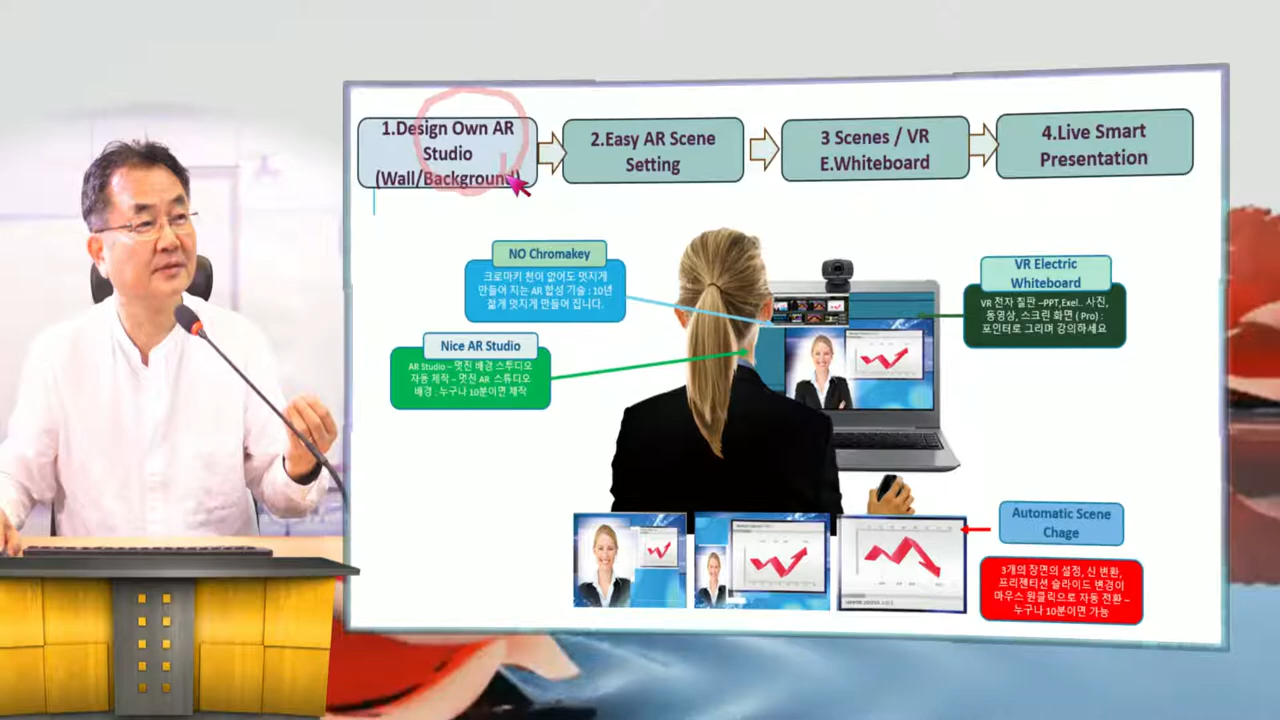 1.Design Own AR
Studio
(Wall/Background)
2.Easy AR Scene
Setting
3 Scenes / VR
E.Whiteboard
4.Live Smart
Presentation
NO Chromakey
크로마키 천이 없어도 멋지게
만들어 지는 AR 합성 기술 : 10년
젊게 멋지게 만들어 집니다.
Nice AR Studio
AR Studio – 멋진 배경 스투디오
자동 제작 – 멋진 AR 스튜디오
배경 : 누구나 10분이면 제작
VR Electric
Whiteboard
VR 전자 칠판 –PPT,Exel.. 사진,
동영상, 스크린 화면 ( Pro) :
포인터로 그리며 강의하세요
Automatic Scene
Chage
3개의 장면의 설정, 신 변환,
프리젠티션 슬라이드 변경이
마우스 원클릭으로 자동 전환 –
누구나 10분이면 가능